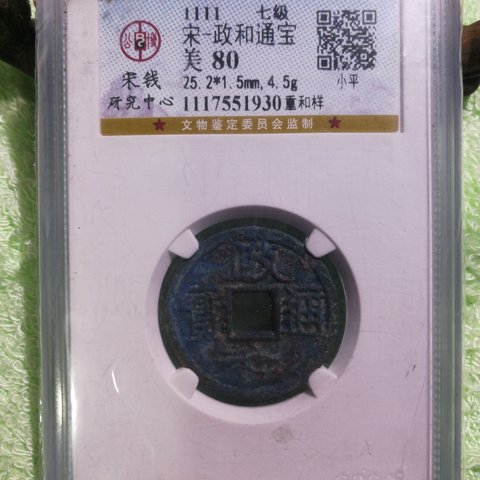 1111 七级
宋-政和通宝
美 80
宋钱 25.2*1.5mm,4.5g 小平
研究中心 1117551930重和样
★ 文物鉴定委员会监制 ★
政
寳 通
和